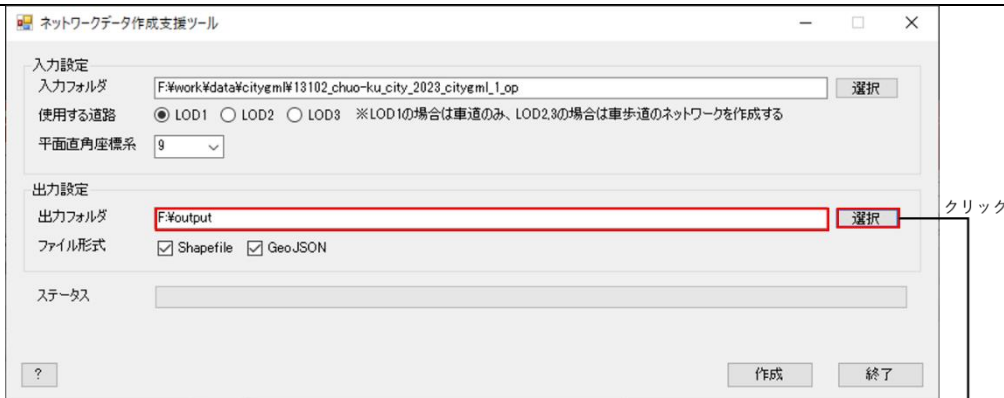 ネットワークデータ作成支援ツール
入力設定
入力フォルダ F:¥work¥data¥citygml¥13102_chuo-ku_city_2023_citygml_1_op 選択
使用する道路 LOD1 LOD2 LOD3 ※LOD1の場合は車道のみ、LOD2,3の場合は車歩道のネットワークを作成する
平面直角座標系 9
出力設定
出力フォルダ F:¥output 選択 クリック
ファイル形式 Shapefile GeoJSON
ステータス
? 作成 終了